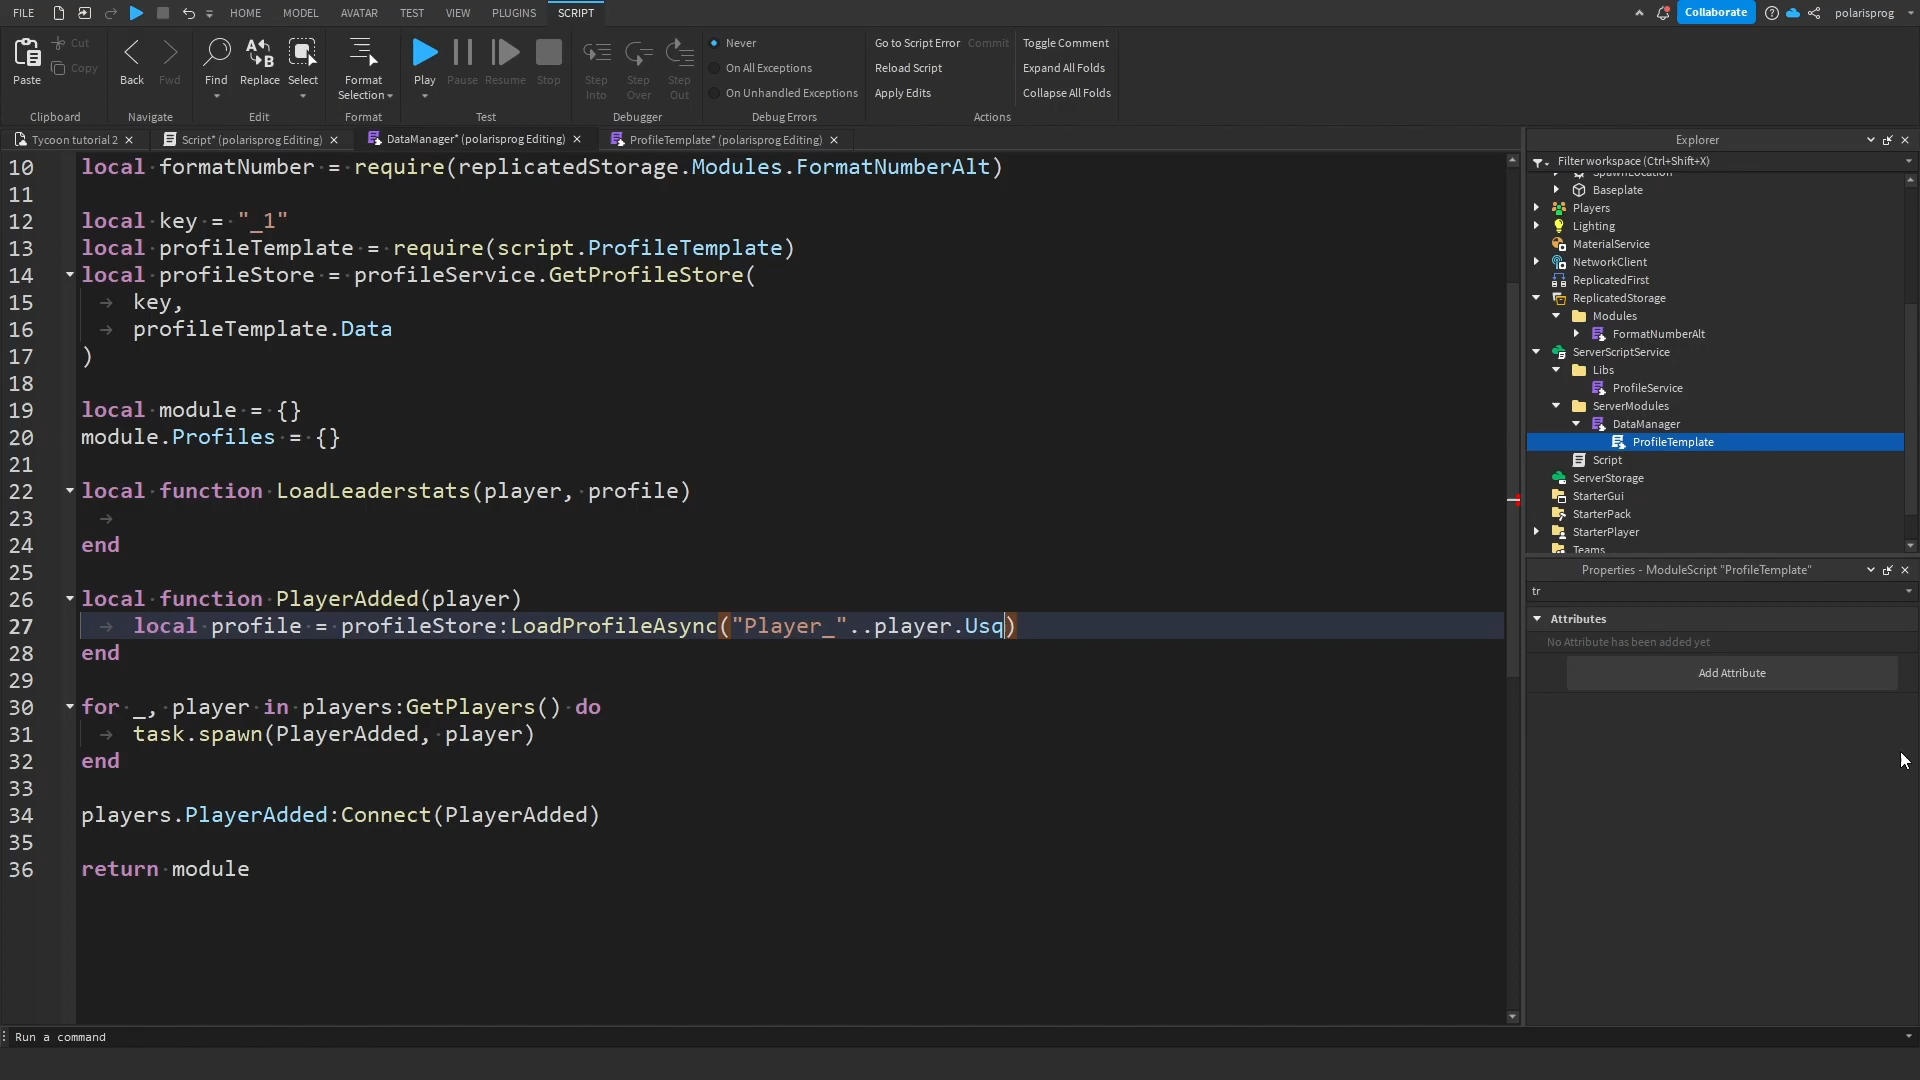 FILE HOME MODEL AVATAR TEST VIEW PLUGINS SCRIPT Collaborate polarisprog
Paste Cut Copy Back Fwd Find Replace Select Format Selection Play Pause Resume Stop Step Into Step Over Step Out
Never
On All Exceptions
On Unhandled Exceptions
Go to Script Error Commit
Reload Script
Apply Edits
Toggle Comment
Expand All Folds
Collapse All Folds
Clipboard Navigate Edit Format Test Debugger Debug Errors Actions
Tycoon tutorial 2 Script* (polarisprog Editing) DataManager* (polarisprog Editing) ProfileTemplate* (polarisprog Editing)
10 local formatNumber = require(replicatedStorage.Modules.FormatNumberAlt)
11
12 local key = "_1"
13 local profileTemplate = require(script.ProfileTemplate)
14 local profileStore = profileService.GetProfileStore(
15 key,
16 profileTemplate.Data
17 )
18
19 local module = {}
20 module.Profiles = {}
21
22 local function LoadLeaderstats(player, profile)
23
24 end
25
26 local function PlayerAdded(player)
27 local profile = profileStore:LoadProfileAsync("Player_"..player.Usq)
28 end
29
30 for _, player in players:GetPlayers() do
31 task.spawn(PlayerAdded, player)
32 end
33
34 players.PlayerAdded:Connect(PlayerAdded)
35
36 return module
Run a command
Explorer
Filter workspace (Ctrl+Shift+X)
SpawnLocation
Baseplate
Players
Lighting
MaterialService
NetworkClient
ReplicatedFirst
ReplicatedStorage
Modules
FormatNumberAlt
ServerScriptService
Libs
ProfileService
ServerModules
DataManager
ProfileTemplate
Script
ServerStorage
StarterGui
StarterPack
StarterPlayer
Teams
Properties - ModuleScript "ProfileTemplate"
tr
Attributes
No Attribute has been added yet
Add Attribute